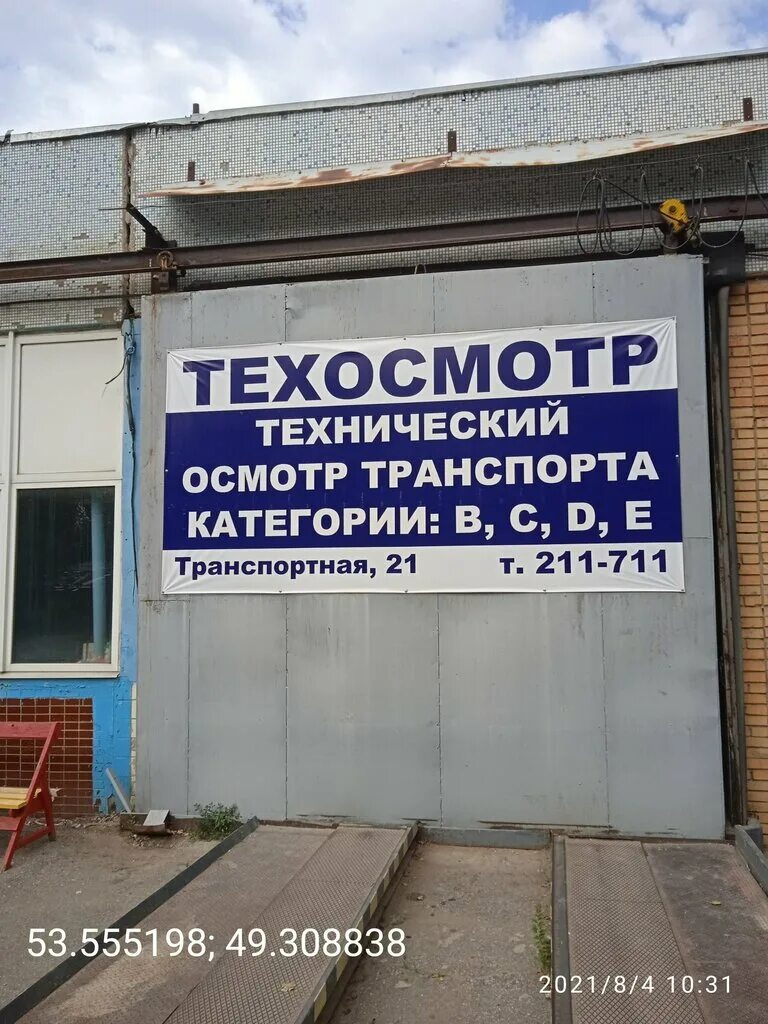 ТЕХОСМОТР
ТЕХНИЧЕСКИЙ
ОСМОТР ТРАНСПОРТА
КАТЕГОРИИ: B, C, D, E
Транспортная, 21 т. 211-711
53.555198; 49.308838
2021/8/4 10:31